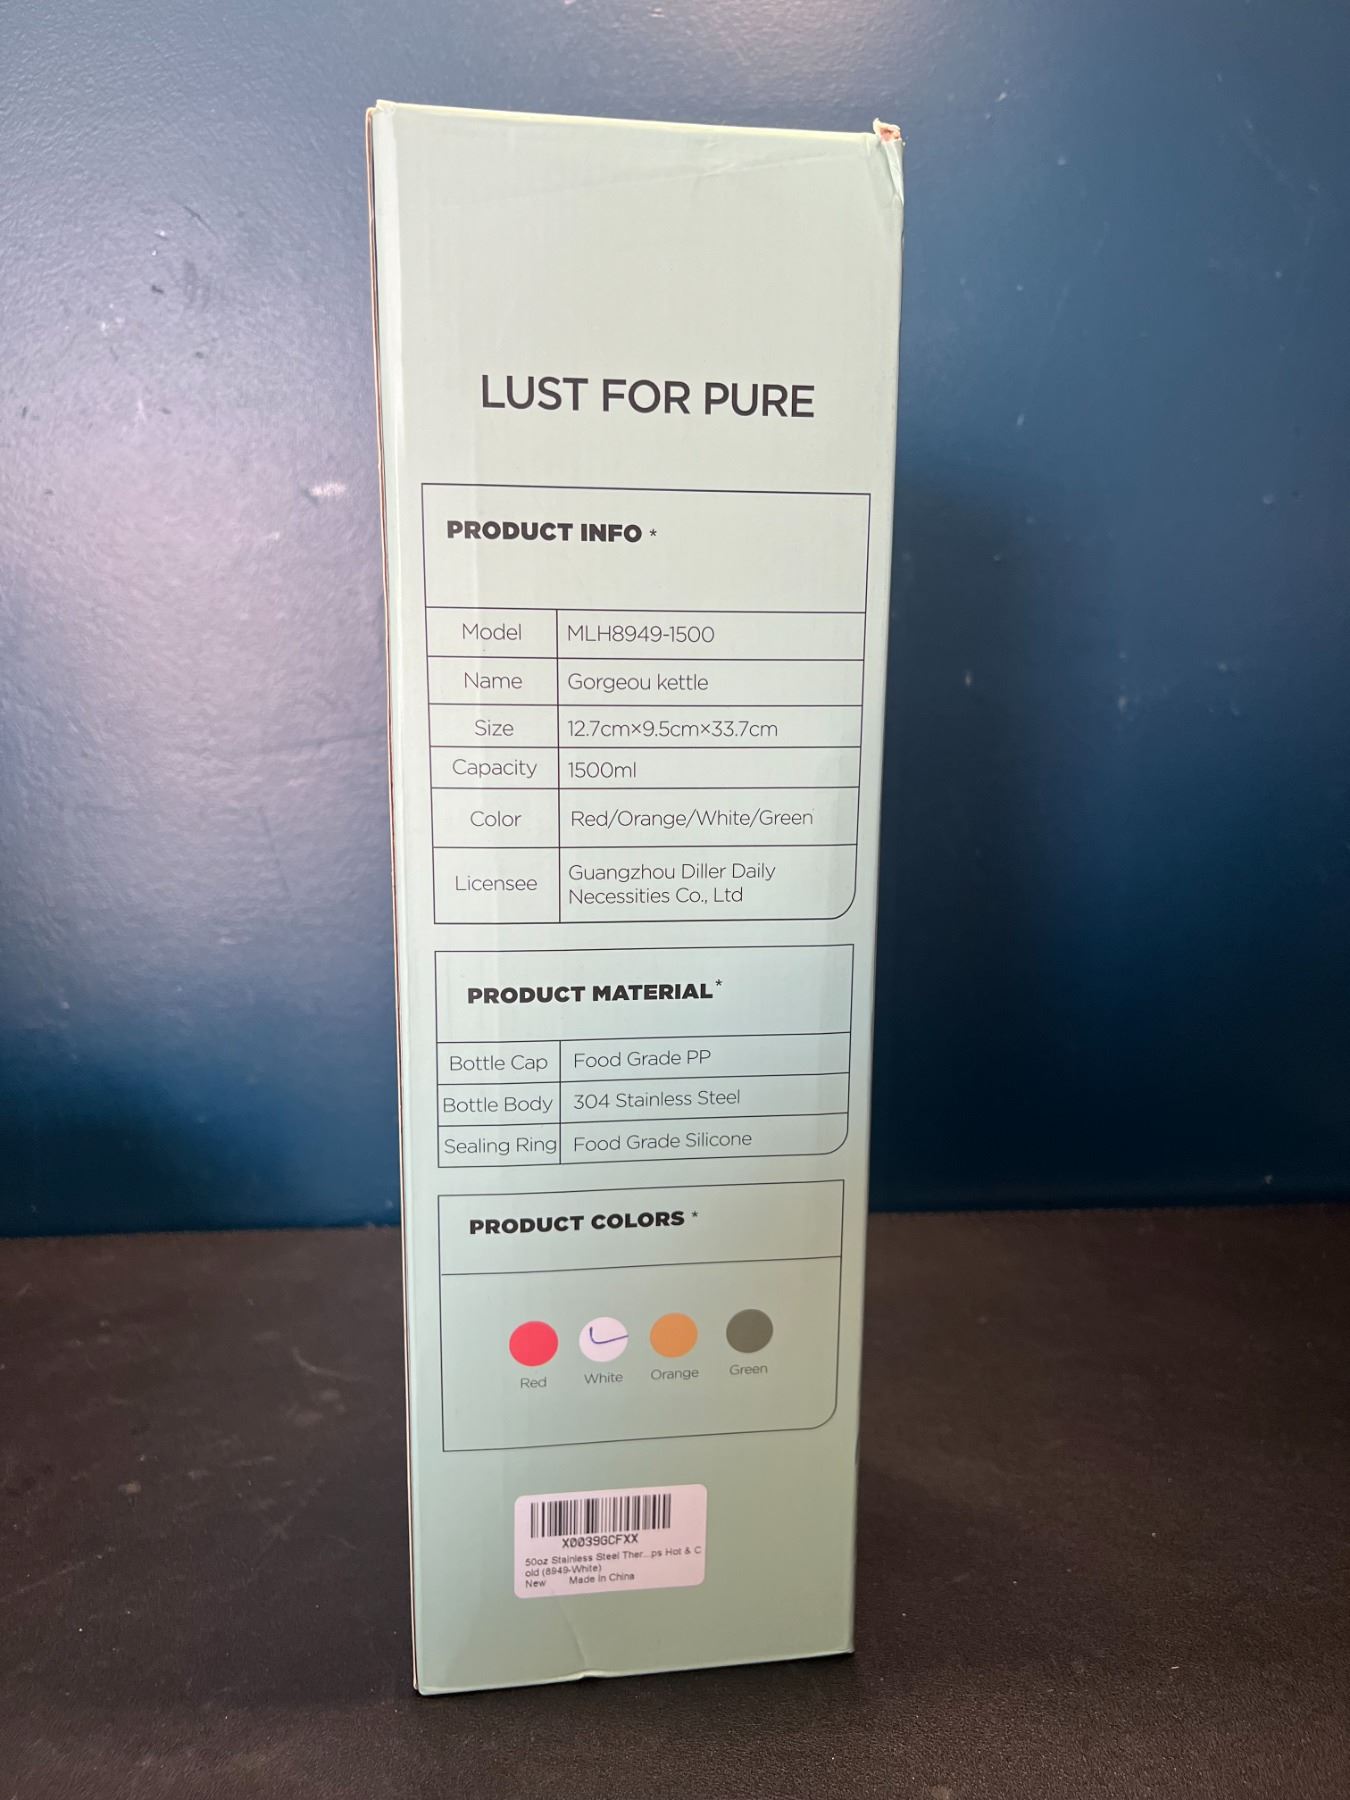 LUST FOR PURE
PRODUCT INFO *
Model MLH8949-1500
Name Gorgeou kettle
Size 12.7cm×9.5cm×33.7cm
Capacity 1500ml
Color Red/Orange/White/Green
Licensee Guangzhou Diller Daily
Necessities Co., Ltd
PRODUCT MATERIAL *
Bottle Cap Food Grade PP
Bottle Body 304 Stainless Steel
Sealing Ring Food Grade Silicone
PRODUCT COLORS *
Red White Orange Green
X0039GCFXX
50oz Stainless Steel Ther...ps Hot & C
old (8949-White)
New Made in China